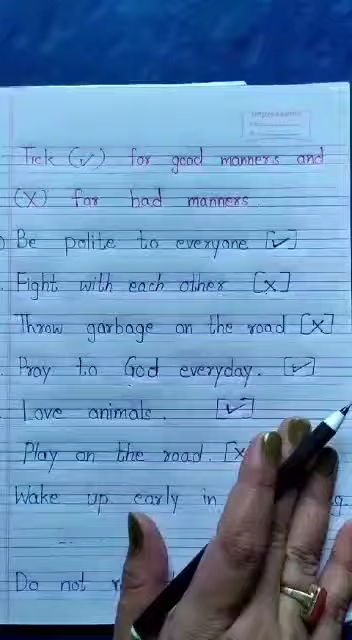 Impressions
Tick (✓) for good manners and
(X) for bad manners
Be polite to everyone [✓]
Fight with each other [X]
Throw garbage on the road [X]
Pray to God everyday. [✓]
Love animals. [✓]
Play on the road. [X
Wake up early in
Do not